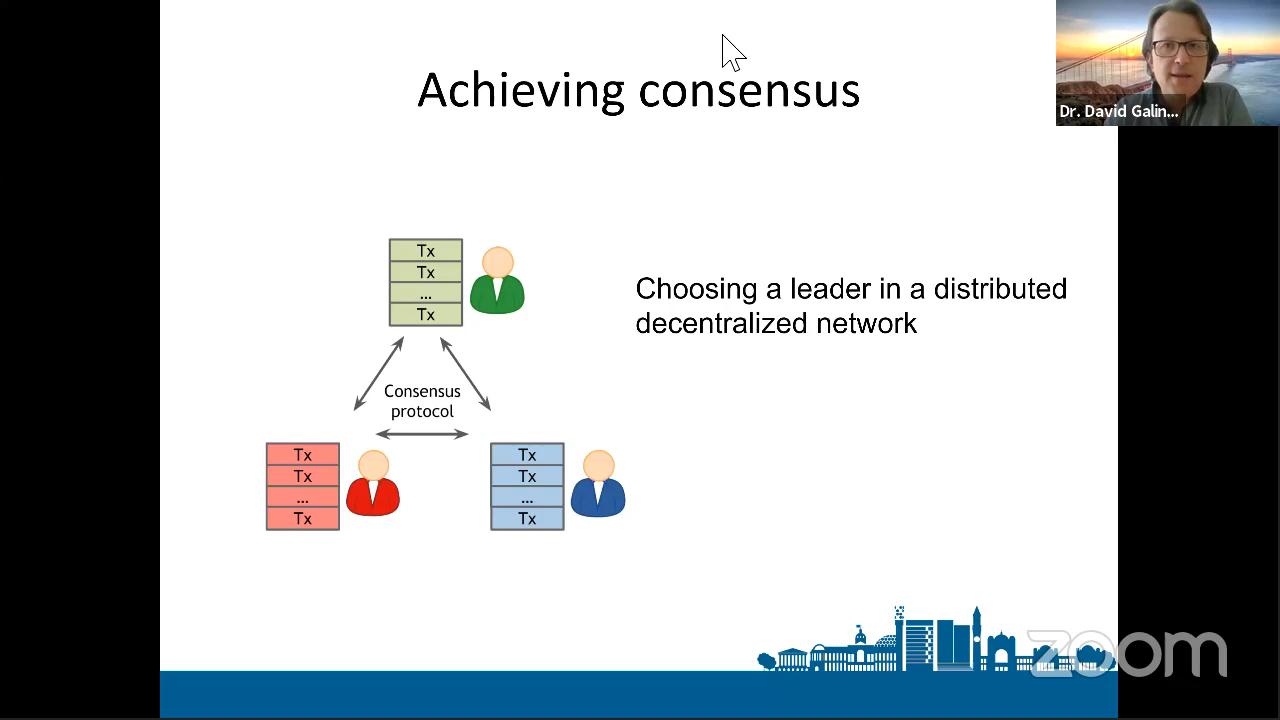 Achieving consensus
Dr. David Galin...
Tx
Tx
...
Tx
Choosing a leader in a distributed
decentralized network
Consensus
protocol
Tx
Tx
...
Tx
Tx
Tx
...
Tx
zoom